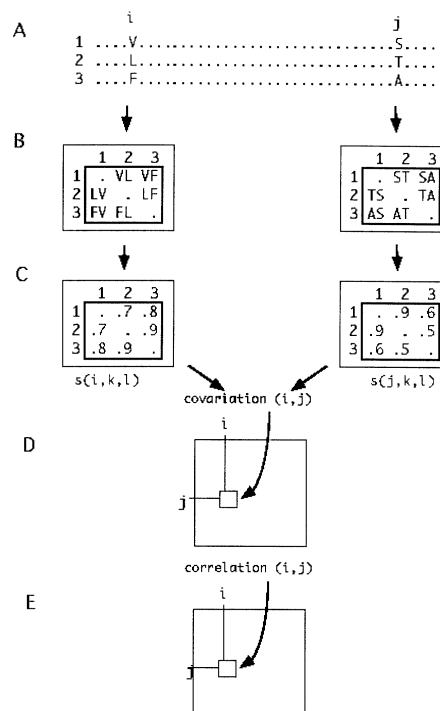 i j
A
1 ....V..........................S.....
2 ....L..........................T.....
3 ....F..........................A.....
B
1 2 3 1 2 3
1 . VL VF 1 . ST SA
2 LV . LF 2 TS . TA
3 FV FL . 3 AS AT .
C
1 2 3 1 2 3
1 . .7 .8 1 . .9 .6
2 .7 . .9 2 .9 . .5
3 .8 .9 . 3 .6 .5 .
s(i,k,l) s(j,k,l)
covariation (i,j)
D
i
j
correlation (i,j)
E
i
j